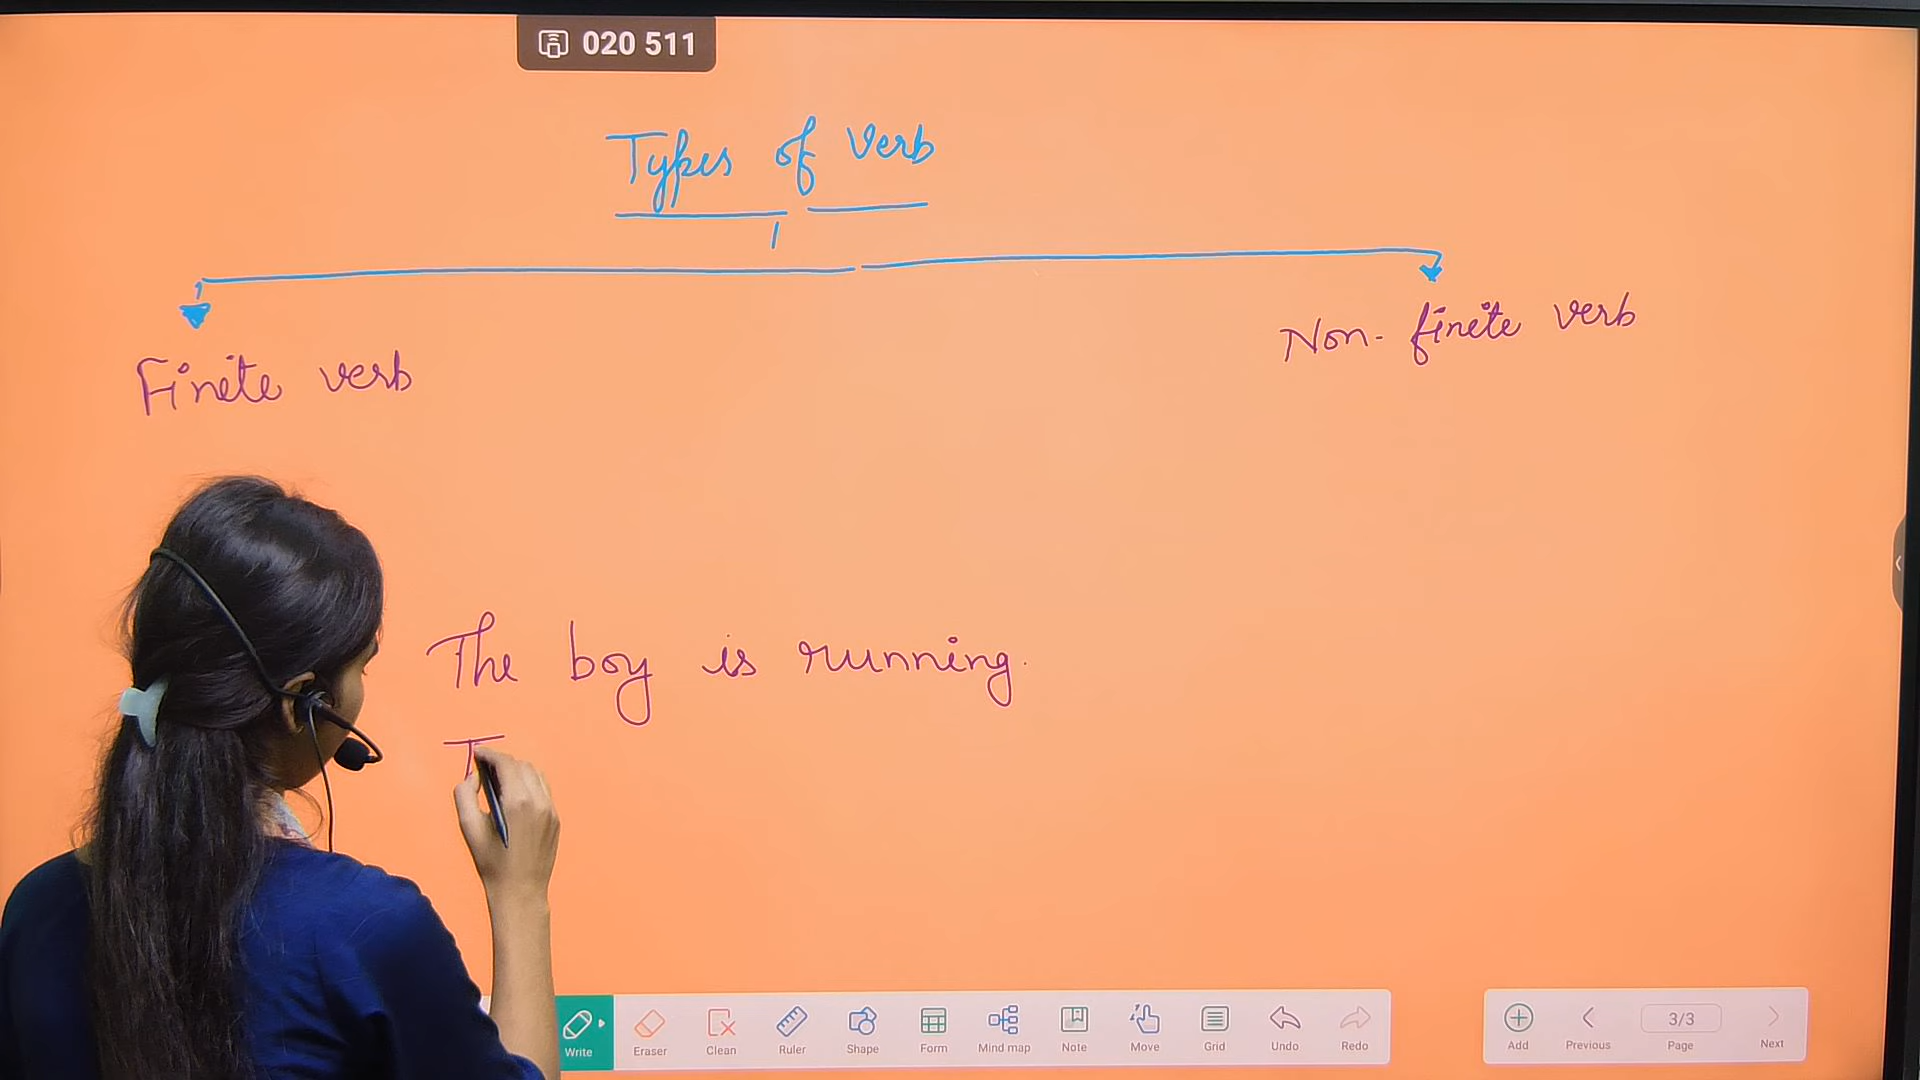 020 511
Types of Verb
Finite verb
Non-finite verb
The boy is running.
T
Write
Eraser
Clean
Ruler
Shape
Form
Mind map
Note
Move
Grid
Undo
Redo
Add
Previous
3/3
Page
Next